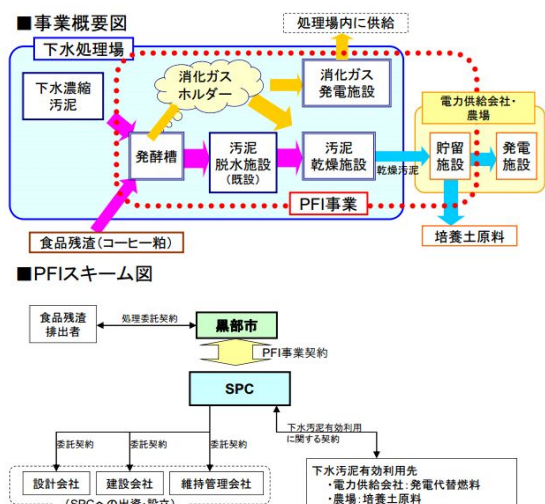 ■事業概要図
処理場内に供給
下水処理場
下水濃縮
汚泥
消化ガス
ホルダー
消化ガス
発電施設
電力供給会社・
農場
発酵槽
汚泥
脱水施設
(既設)
汚泥
乾燥施設
乾燥汚泥
貯留
施設
発電
施設
PFI事業
食品残渣(コーヒー粕)
培養土原料
■PFIスキーム図
食品残渣
排出者
処理委託契約
黒部市
PFI事業契約
SPC
下水汚泥有効利用
に関する契約
委託契約
委託契約
委託契約
設計会社
建設会社
維持管理会社
(SPCへの出資・設立)
下水汚泥有効利用先
・電力供給会社:発電代替燃料
・農場:培養土原料